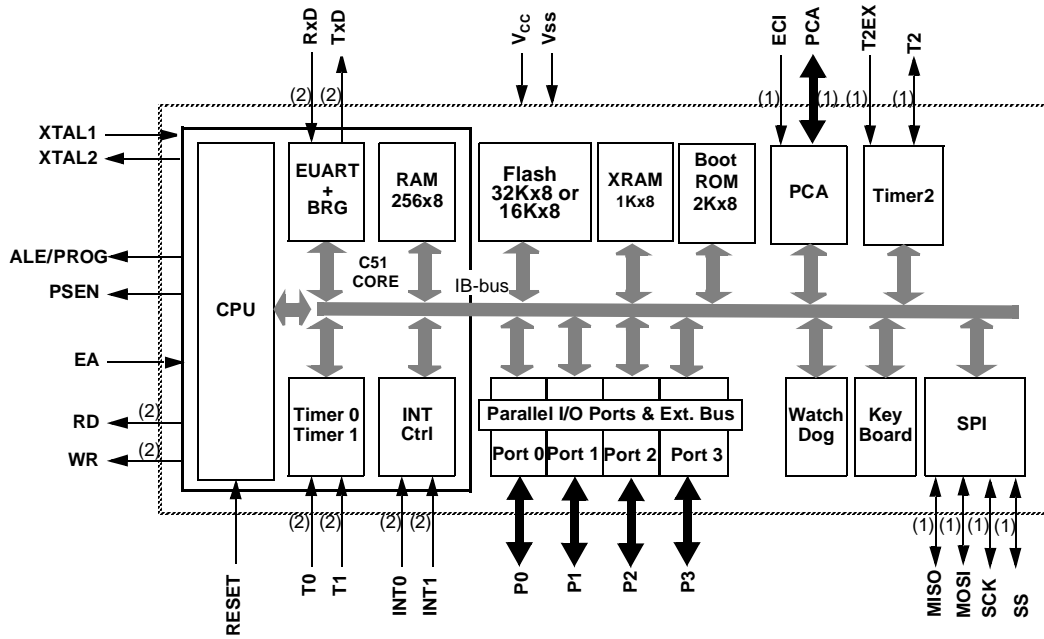 RxD
TxD
VCC
Vss
ECI
PCA
T2EX
T2
(2)
(2)
(1)
(1)
(1)
(1)
XTAL1
XTAL2
ALE/PROG
PSEN
EA
RD
(2)
WR
(2)
CPU
EUART
+
BRG
RAM
256x8
C51
CORE
IB-bus
Flash
32Kx8 or
16Kx8
XRAM
1Kx8
Boot
ROM
2Kx8
PCA
Timer2
Timer 0
Timer 1
INT
Ctrl
Parallel I/O Ports & Ext. Bus
Port 0
Port 1
Port 2
Port 3
Watch
Dog
Key
Board
SPI
(2)
(2)
(2)
(2)
(1)
(1)
(1)
(1)
RESET
T0
T1
INT0
INT1
P0
P1
P2
P3
MISO
MOSI
SCK
SS